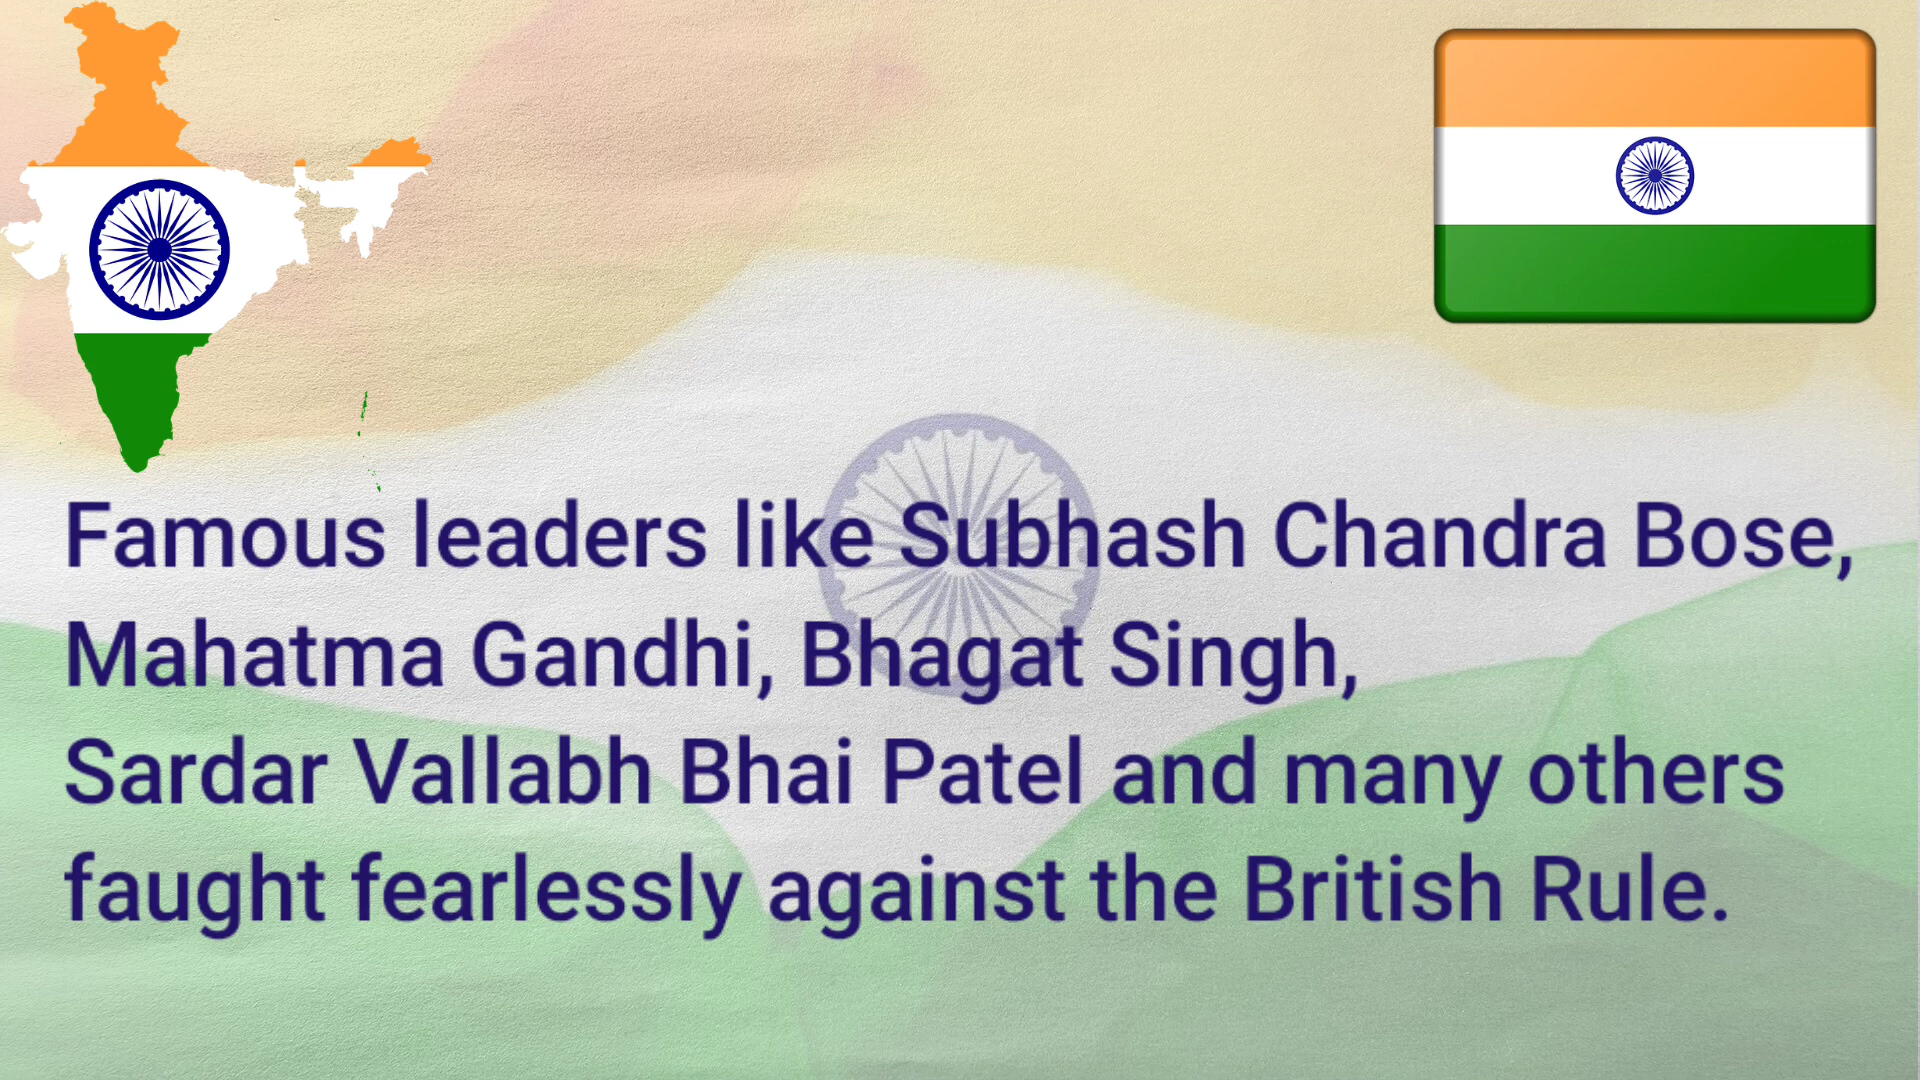 Famous leaders like Subhash Chandra Bose,
Mahatma Gandhi, Bhagat Singh,
Sardar Vallabh Bhai Patel and many others
faught fearlessly against the British Rule.